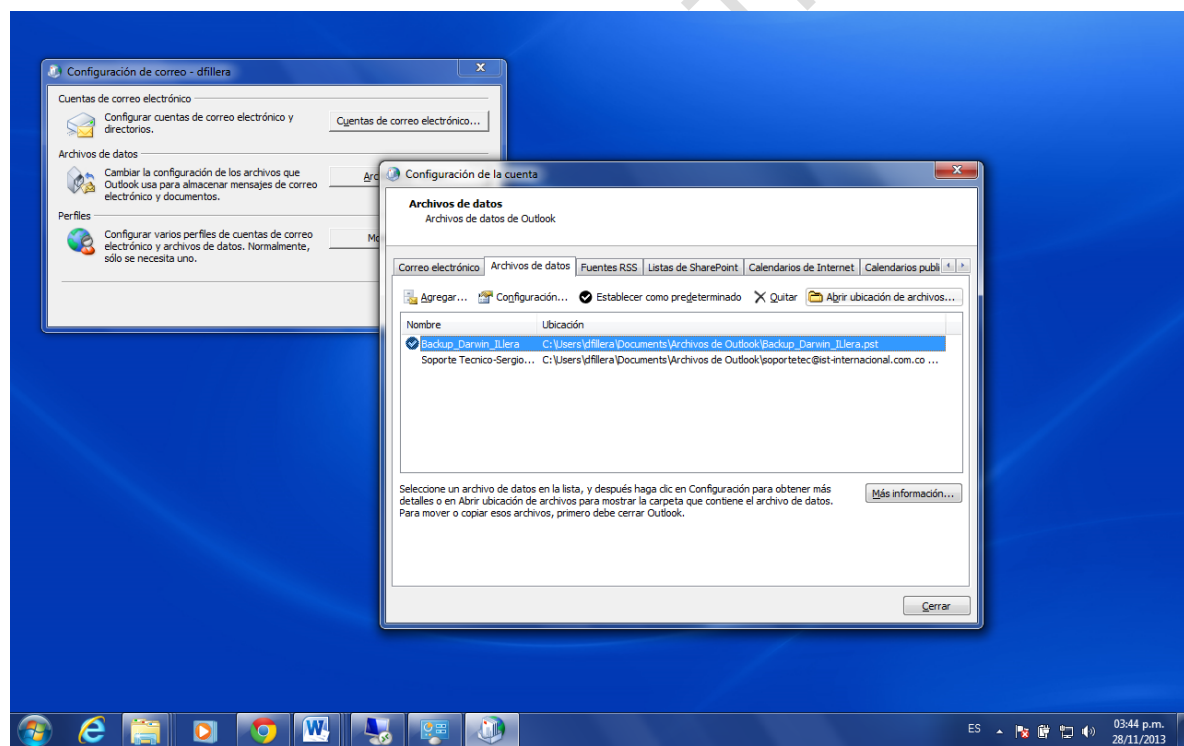 Configuración de correo - dfillera
Cuentas de correo electrónico
Configurar cuentas de correo electrónico y
directorios.
Cuentas de correo electrónico...
Archivos de datos
Cambiar la configuración de los archivos que
Outlook usa para almacenar mensajes de correo
electrónico y documentos.
Perfiles
Configurar varios perfiles de cuentas de correo
electrónico y archivos de datos. Normalmente,
sólo se necesita uno.
Configuración de la cuenta
Archivos de datos
Archivos de datos de Outlook
Correo electrónico Archivos de datos Fuentes RSS Listas de SharePoint Calendarios de Internet Calendarios publi
Agregar... Configuración... Establecer como predeterminado Quitar Abrir ubicación de archivos...
Nombre Ubicación
Backup_Darwin_ILlera C:\Users\dfillera\Documents\Archivos de Outlook\Backup_Darwin_ILlera.pst
Soporte Tecnico-Sergio... C:\Users\dfillera\Documents\Archivos de Outlook\soportetec@ist-internacional.com.co ...
Seleccione un archivo de datos en la lista, y después haga clic en Configuración para obtener más
detalles o en Abrir ubicación de archivos para mostrar la carpeta que contiene el archivo de datos.
Para mover o copiar esos archivos, primero debe cerrar Outlook.
Más información...
Cerrar
ES
03:44 p.m.
28/11/2013